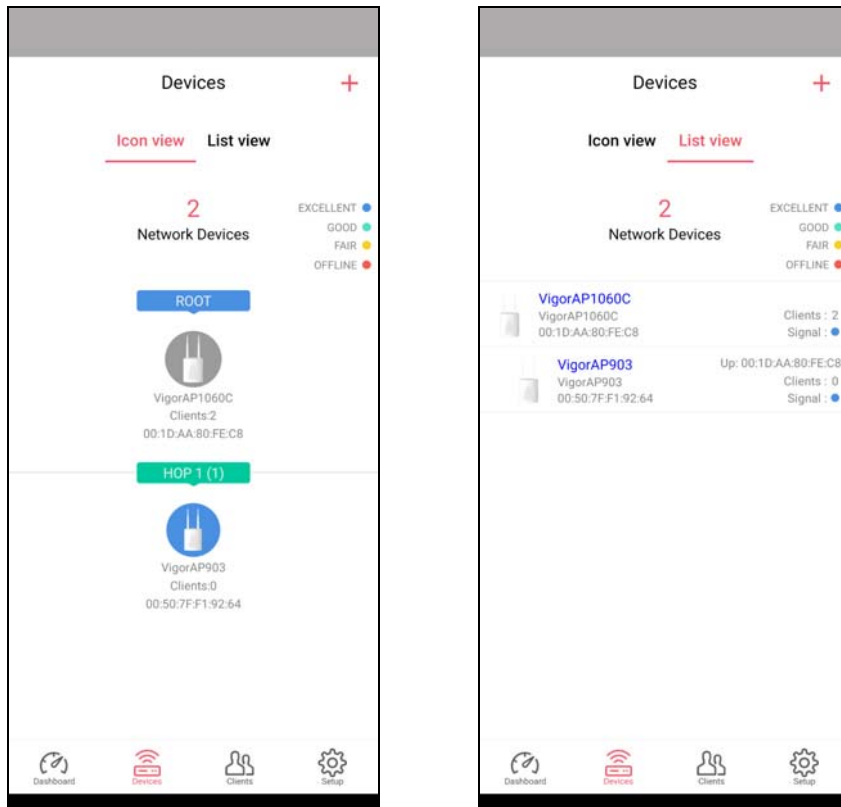 Devices
+
Icon view List view
2
Network Devices
EXCELLENT
GOOD
FAIR
OFFLINE
ROOT
VigorAP1060C
Clients:2
00:1D:AA:80:FE:C8
HOP 1 (1)
VigorAP903
Clients:0
00:50:7F:F1:92:64
Dashboard Devices Clients Setup
Devices
+
Icon view List view
2
Network Devices
EXCELLENT
GOOD
FAIR
OFFLINE
VigorAP1060C
VigorAP1060C Clients : 2
00:1D:AA:80:FE:C8 Signal :
VigorAP903 Up: 00:1D:AA:80:FE:C8
VigorAP903 Clients : 0
00:50:7F:F1:92:64 Signal :
Dashboard Devices Clients Setup